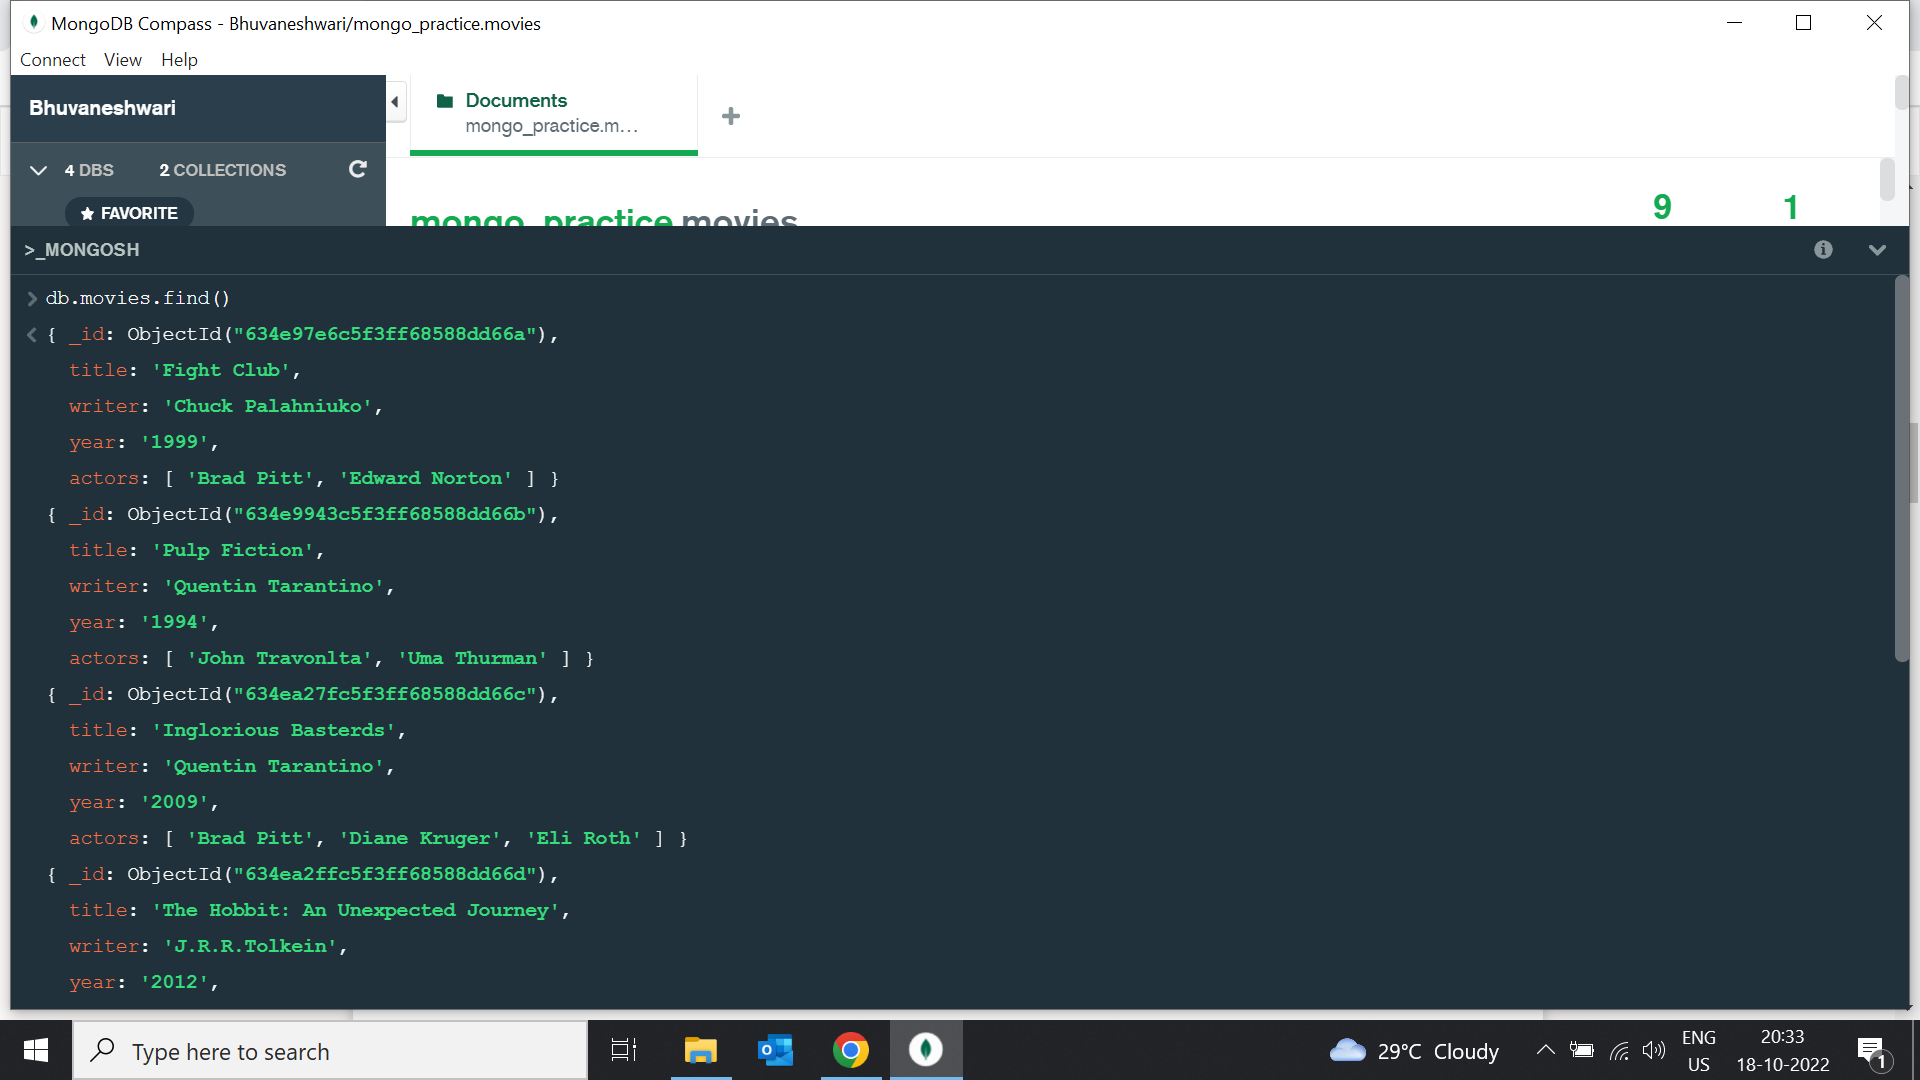 MongoDB Compass - Bhuvaneshwari/mongo_practice.movies
Connect View Help
Bhuvaneshwari
Documents
mongo_practice.m...
4 DBS 2 COLLECTIONS
FAVORITE
mongo_practice.movies
9 1
>_MONGOSH
db.movies.find()
{ _id: ObjectId("634e97e6c5f3ff68588dd66a"),
title: 'Fight Club',
writer: 'Chuck Palahniuko',
year: '1999',
actors: [ 'Brad Pitt', 'Edward Norton' ] }
{ _id: ObjectId("634e9943c5f3ff68588dd66b"),
title: 'Pulp Fiction',
writer: 'Quentin Tarantino',
year: '1994',
actors: [ 'John Travonlta', 'Uma Thurman' ] }
{ _id: ObjectId("634ea27fc5f3ff68588dd66c"),
title: 'Inglorious Basterds',
writer: 'Quentin Tarantino',
year: '2009',
actors: [ 'Brad Pitt', 'Diane Kruger', 'Eli Roth' ] }
{ _id: ObjectId("634ea2ffc5f3ff68588dd66d"),
title: 'The Hobbit: An Unexpected Journey',
writer: 'J.R.R.Tolkein',
year: '2012',
Type here to search
29°C Cloudy
ENG
US
20:33
18-10-2022
1